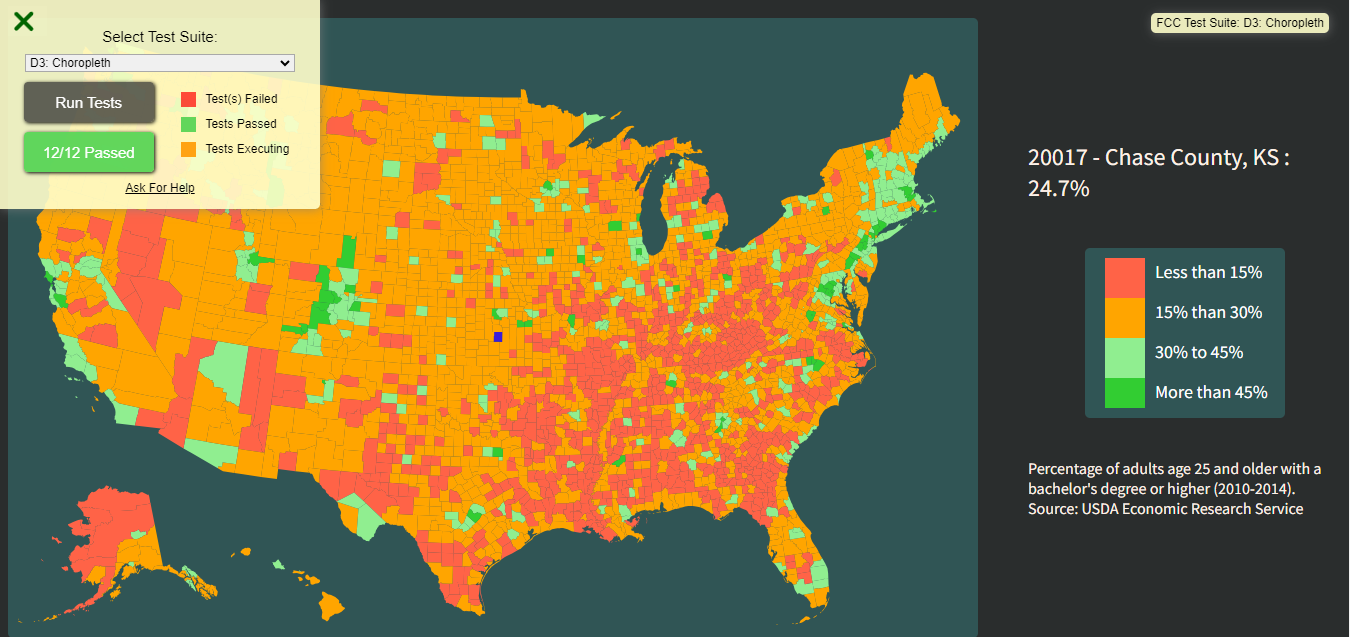 Select Test Suite:
D3: Choropleth
Run Tests
12/12 Passed
Test(s) Failed
Tests Passed
Tests Executing
Ask For Help
FCC Test Suite: D3: Choropleth
20017 - Chase County, KS :
24.7%
Less than 15%
15% than 30%
30% to 45%
More than 45%
Percentage of adults age 25 and older with a
bachelor's degree or higher (2010-2014).
Source: USDA Economic Research Service